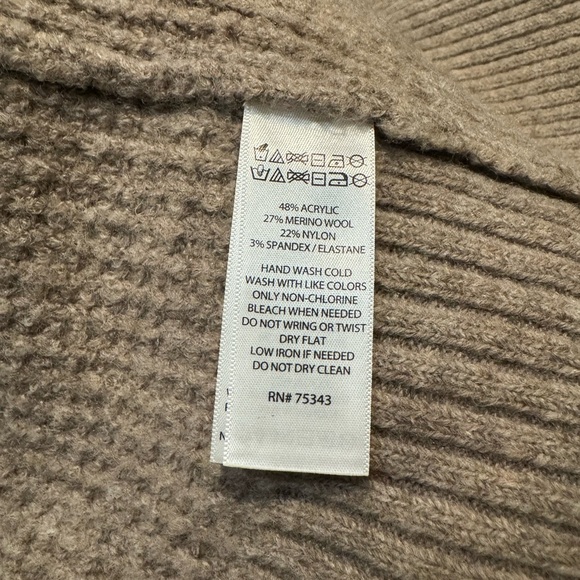 48% ACRYLIC
27% MERINO WOOL
22% NYLON
3% SPANDEX / ELASTANE
HAND WASH COLD
WASH WITH LIKE COLORS
ONLY NON-CHLORINE
BLEACH WHEN NEEDED
DO NOT WRING OR TWIST
DRY FLAT
LOW IRON IF NEEDED
DO NOT DRY CLEAN
RN# 75343